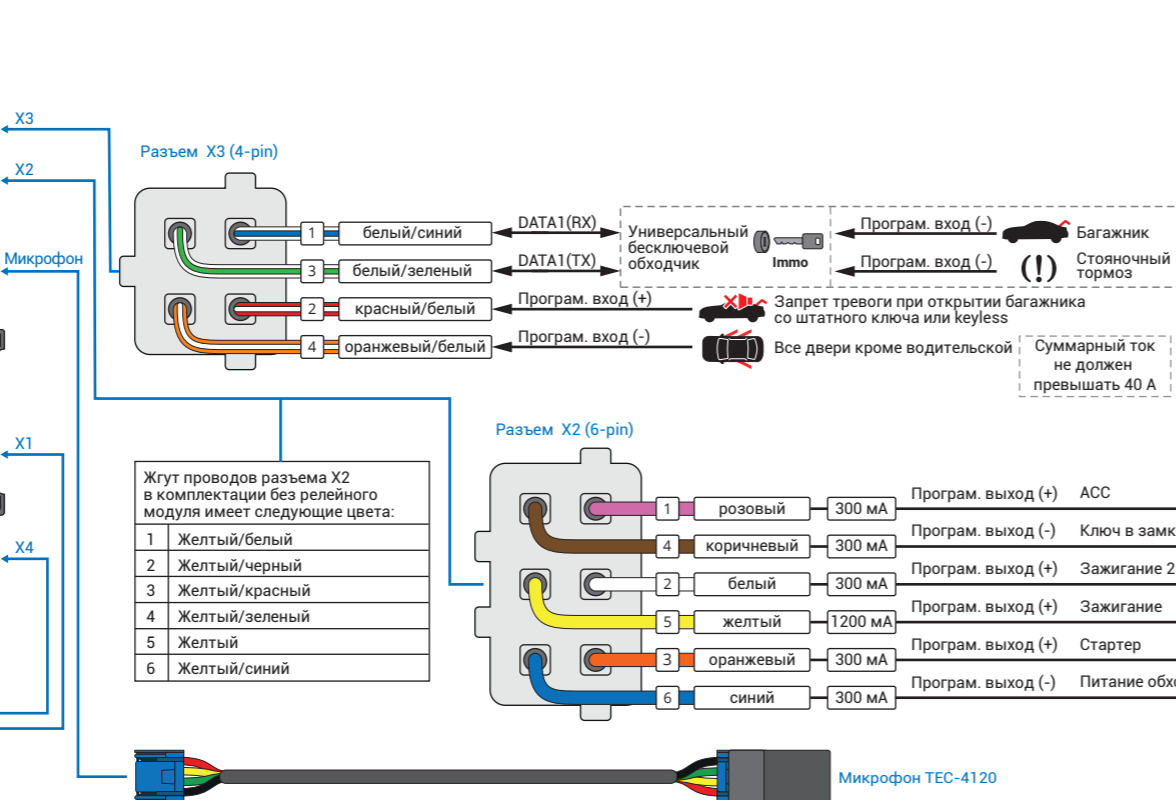 X3
X2
Микрофон
X1
X4
Разъем X3 (4-pin)
1 белый/синий DATA1(RX)
3 белый/зеленый DATA1(TX)
2 красный/белый Програм. вход (+)
4 оранжевый/белый Програм. вход (-)
Универсальный
бесключевой
обходчик
Immo
Програм. вход (-) Багажник
Програм. вход (-) Стояночный
тормоз
Запрет тревоги при открытии багажника
со штатного ключа или keyless
Все двери кроме водительской
Суммарный ток
не должен
превышать 40 А
Жгут проводов разъема X2
в комплектации без релейного
модуля имеет следующие цвета:
1 Желтый/белый
2 Желтый/черный
3 Желтый/красный
4 Желтый/зеленый
5 Желтый
6 Желтый/синий
Разъем X2 (6-pin)
1 розовый 300 мА Програм. выход (+) ACC
4 коричневый 300 мА Програм. выход (-) Ключ в замк
2 белый 300 мА Програм. выход (+) Зажигание 2
5 желтый 1200 мА Програм. выход (+) Зажигание
3 оранжевый 300 мА Програм. выход (+) Стартер
6 синий 300 мА Програм. выход (-) Питание обхо
Микрофон TEC-4120